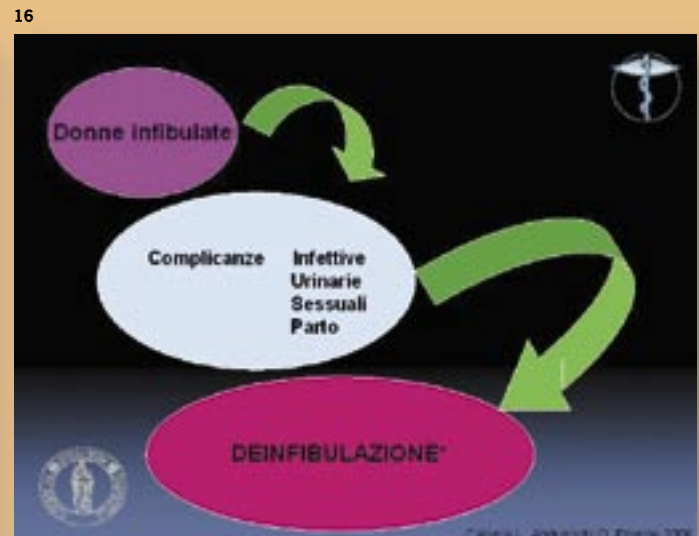 16
Donne infibulate
Complicanze Infettive
Urinarie
Sessuali
Parto
DEINFIBULAZIONE*